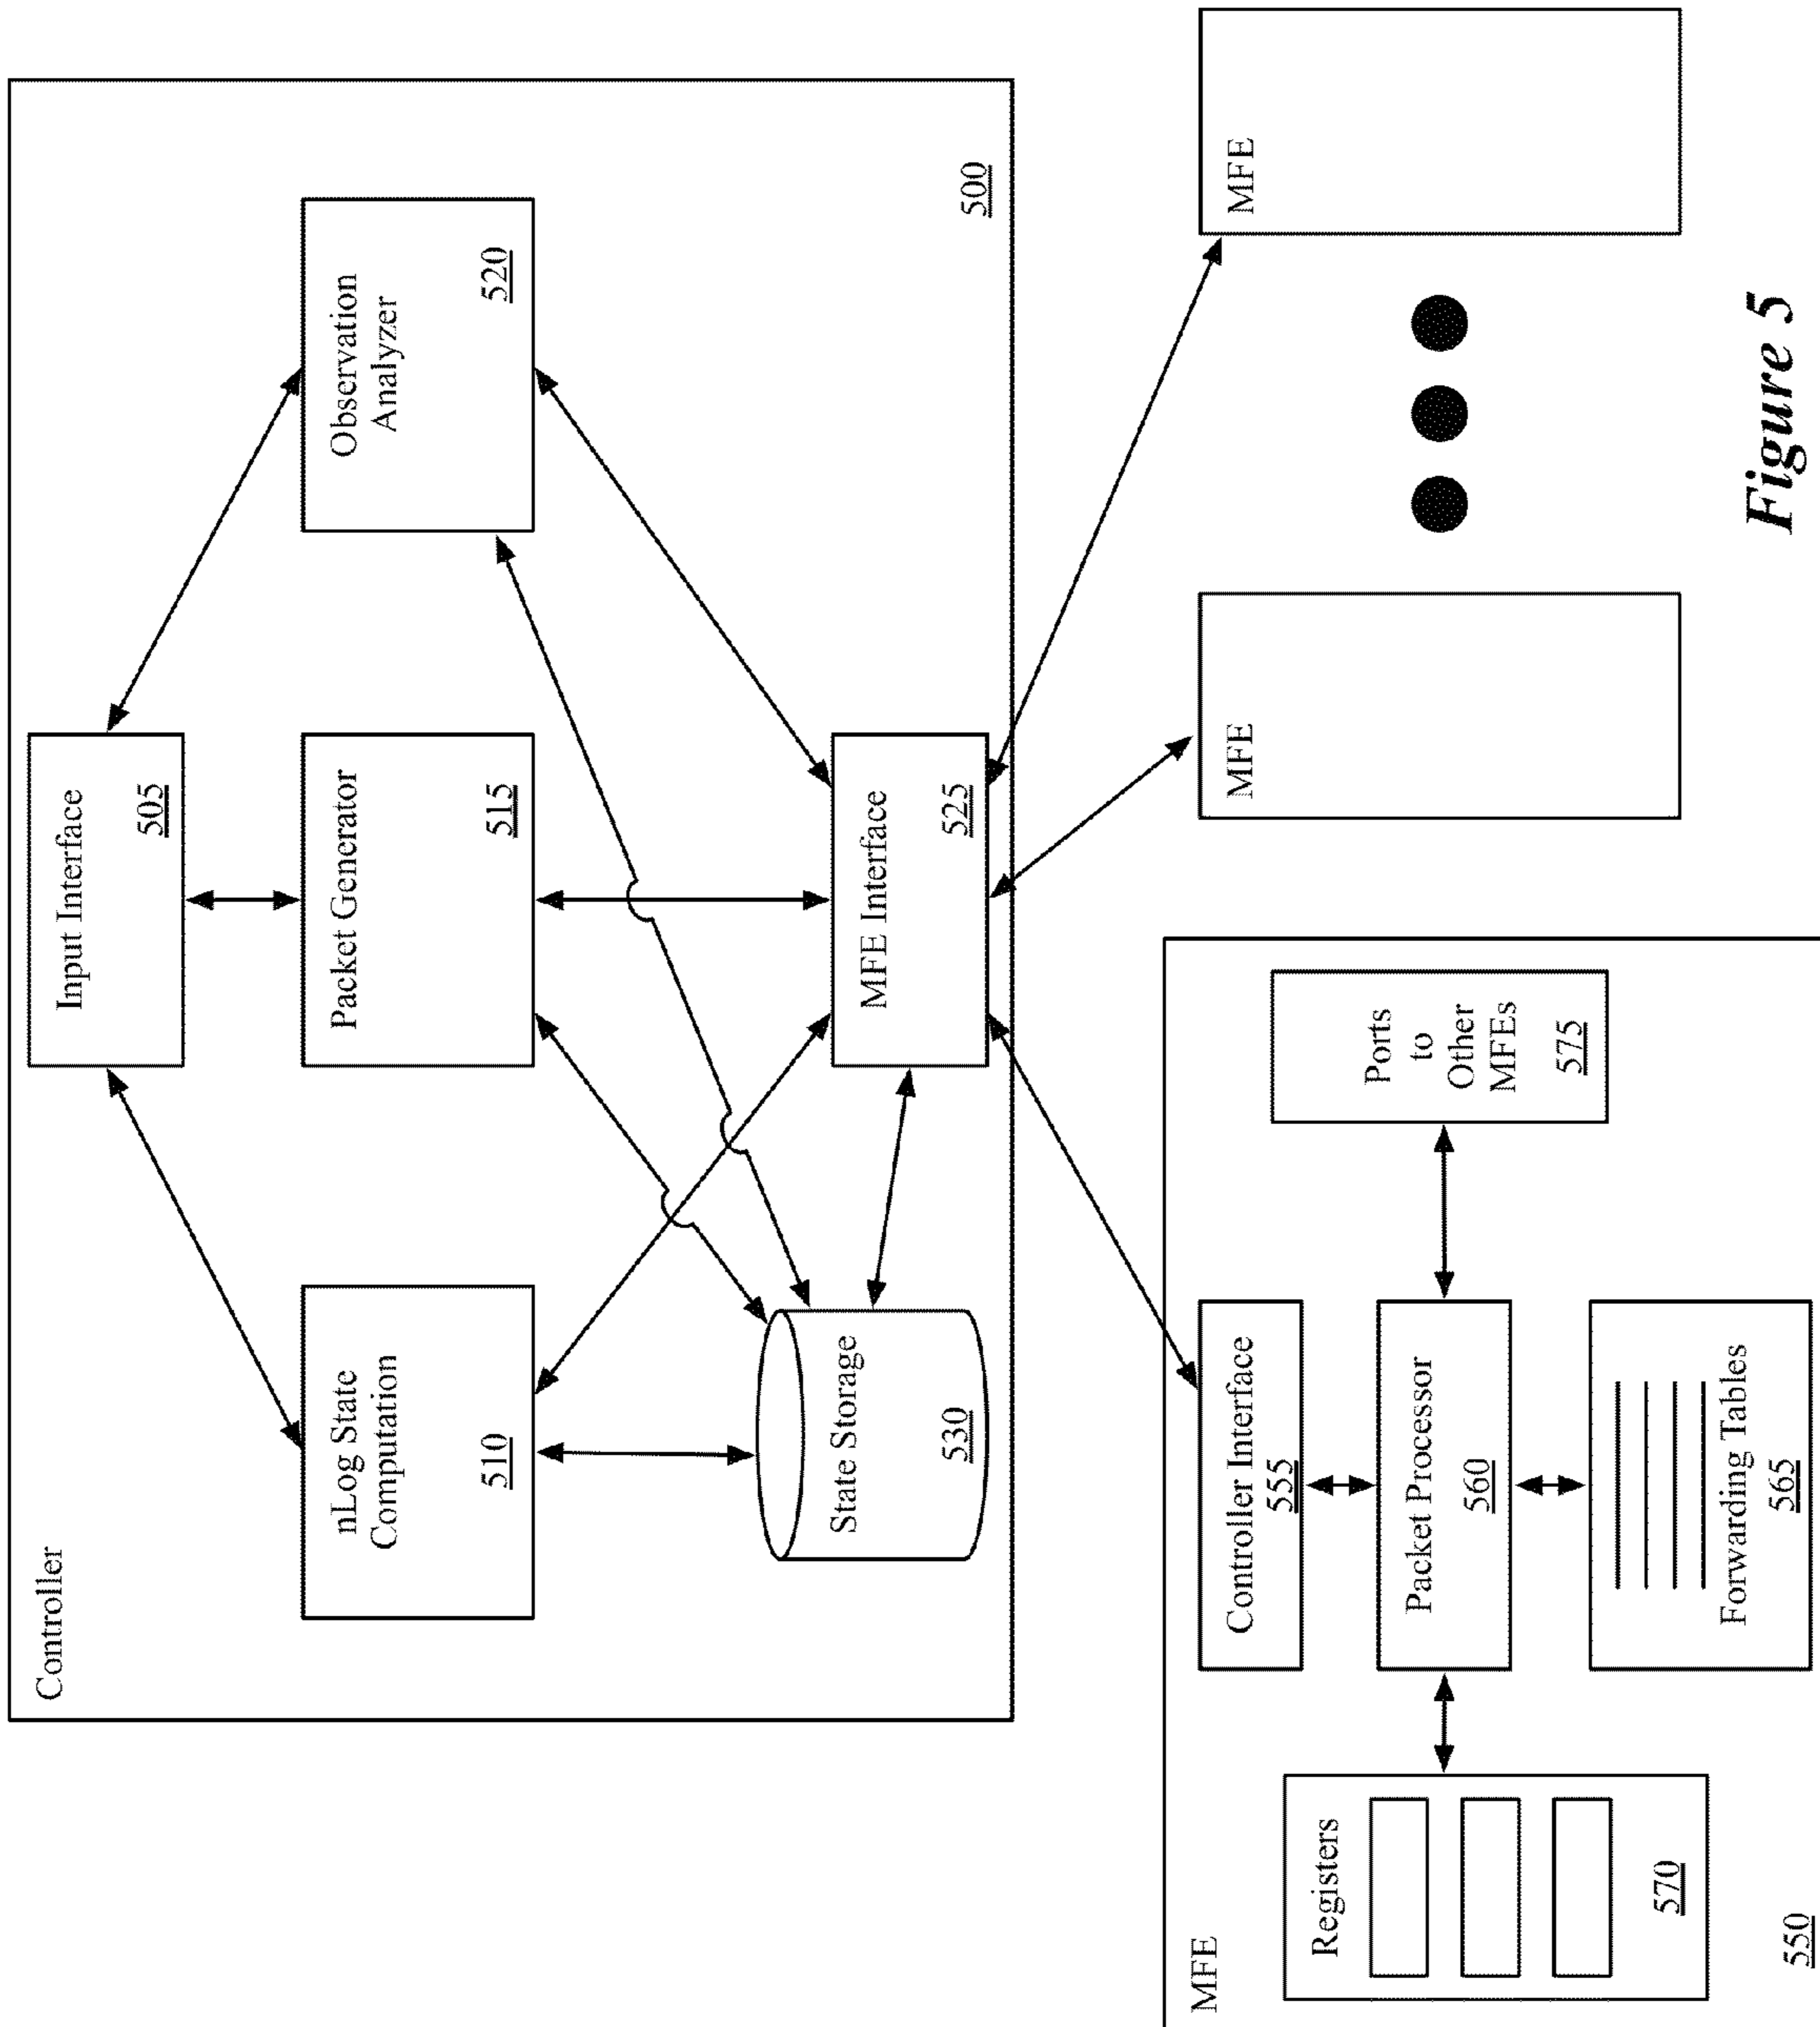 Controller
Input Interface
505
nLog State
Computation
510
Packet Generator
515
Observation
Analyzer
520
State Storage
530
MFE Interface
525
500
MFE
Registers
570
Controller Interface
555
Packet Processor
560
Forwarding Tables
565
Ports
to
Other
MFEs
575
550
MFE
MFE
Figure 5